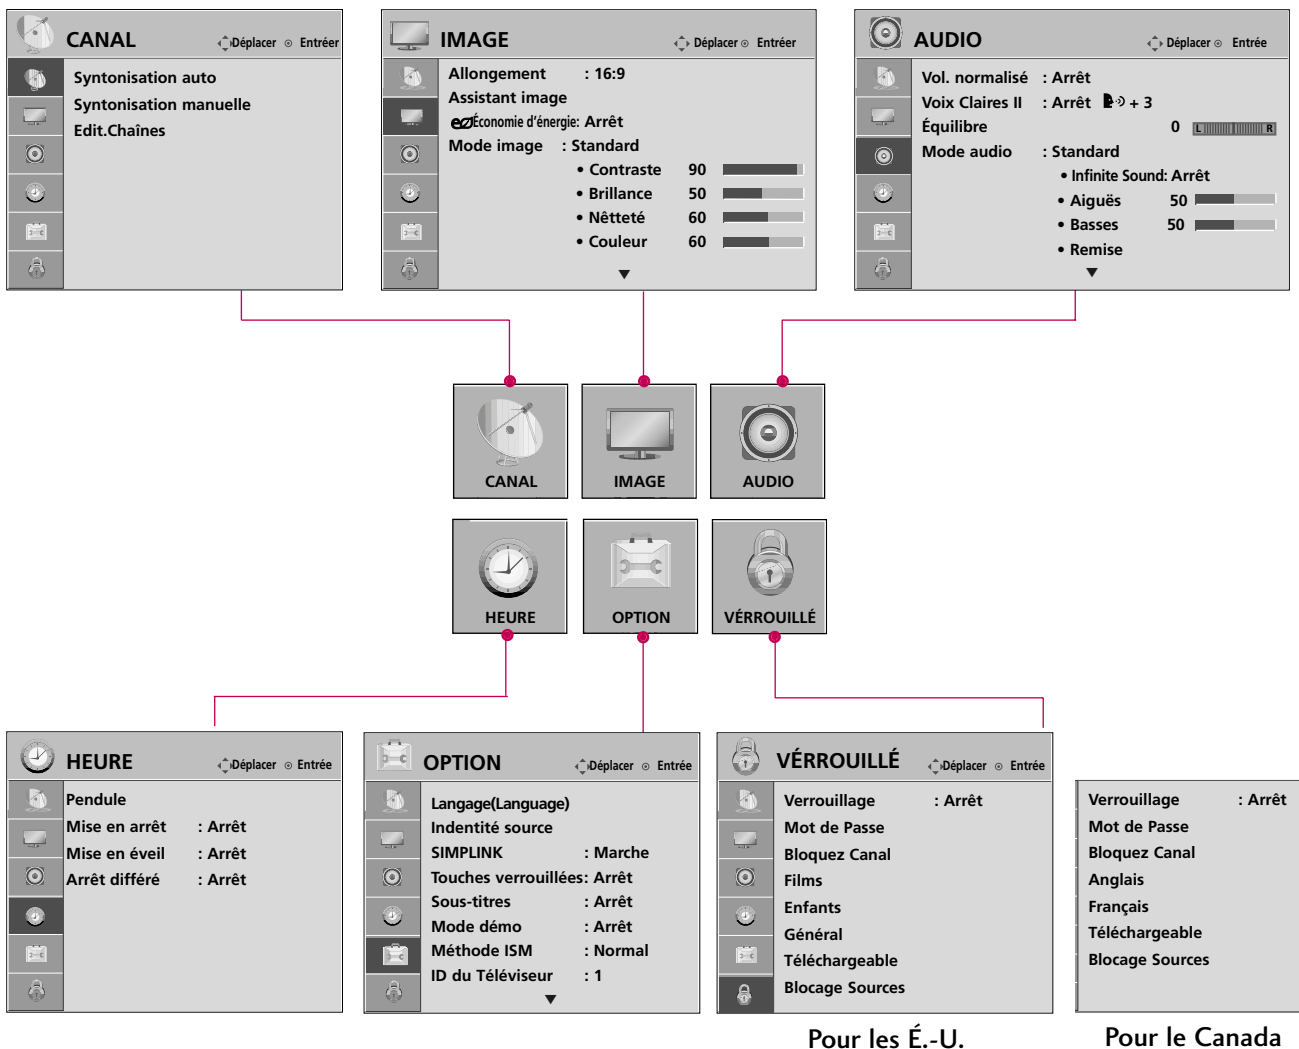 CANAL
Déplacer Entréer
Syntonisation auto
Syntonisation manuelle
Edit.Chaînes
IMAGE
Déplacer Entréer
Allongement : 16:9
Assistant image
Économie d'énergie: Arrêt
Mode image : Standard
• Contraste 90
• Brillance 50
• Nêtteté 60
• Couleur 60
AUDIO
Déplacer Entrée
Vol. normalisé : Arrêt
Voix Claires II : Arrêt + 3
Équilibre 0 L R
Mode audio : Standard
• Infinite Sound: Arrêt
• Aiguës 50
• Basses 50
• Remise
CANAL
IMAGE
AUDIO
HEURE
OPTION
VÉRROUILLÉ
HEURE
Déplacer Entrée
Pendule
Mise en arrêt : Arrêt
Mise en éveil : Arrêt
Arrêt différé : Arrêt
OPTION
Déplacer Entrée
Langage(Language)
Indentité source
SIMPLINK : Marche
Touches verrouillées: Arrêt
Sous-titres : Arrêt
Mode démo : Arrêt
Méthode ISM : Normal
ID du Téléviseur : 1
VÉRROUILLÉ
Déplacer Entrée
Verrouillage : Arrêt
Mot de Passe
Bloquez Canal
Films
Enfants
Général
Téléchargeable
Blocage Sources
Pour les É.-U.
Verrouillage : Arrêt
Mot de Passe
Bloquez Canal
Anglais
Français
Téléchargeable
Blocage Sources
Pour le Canada